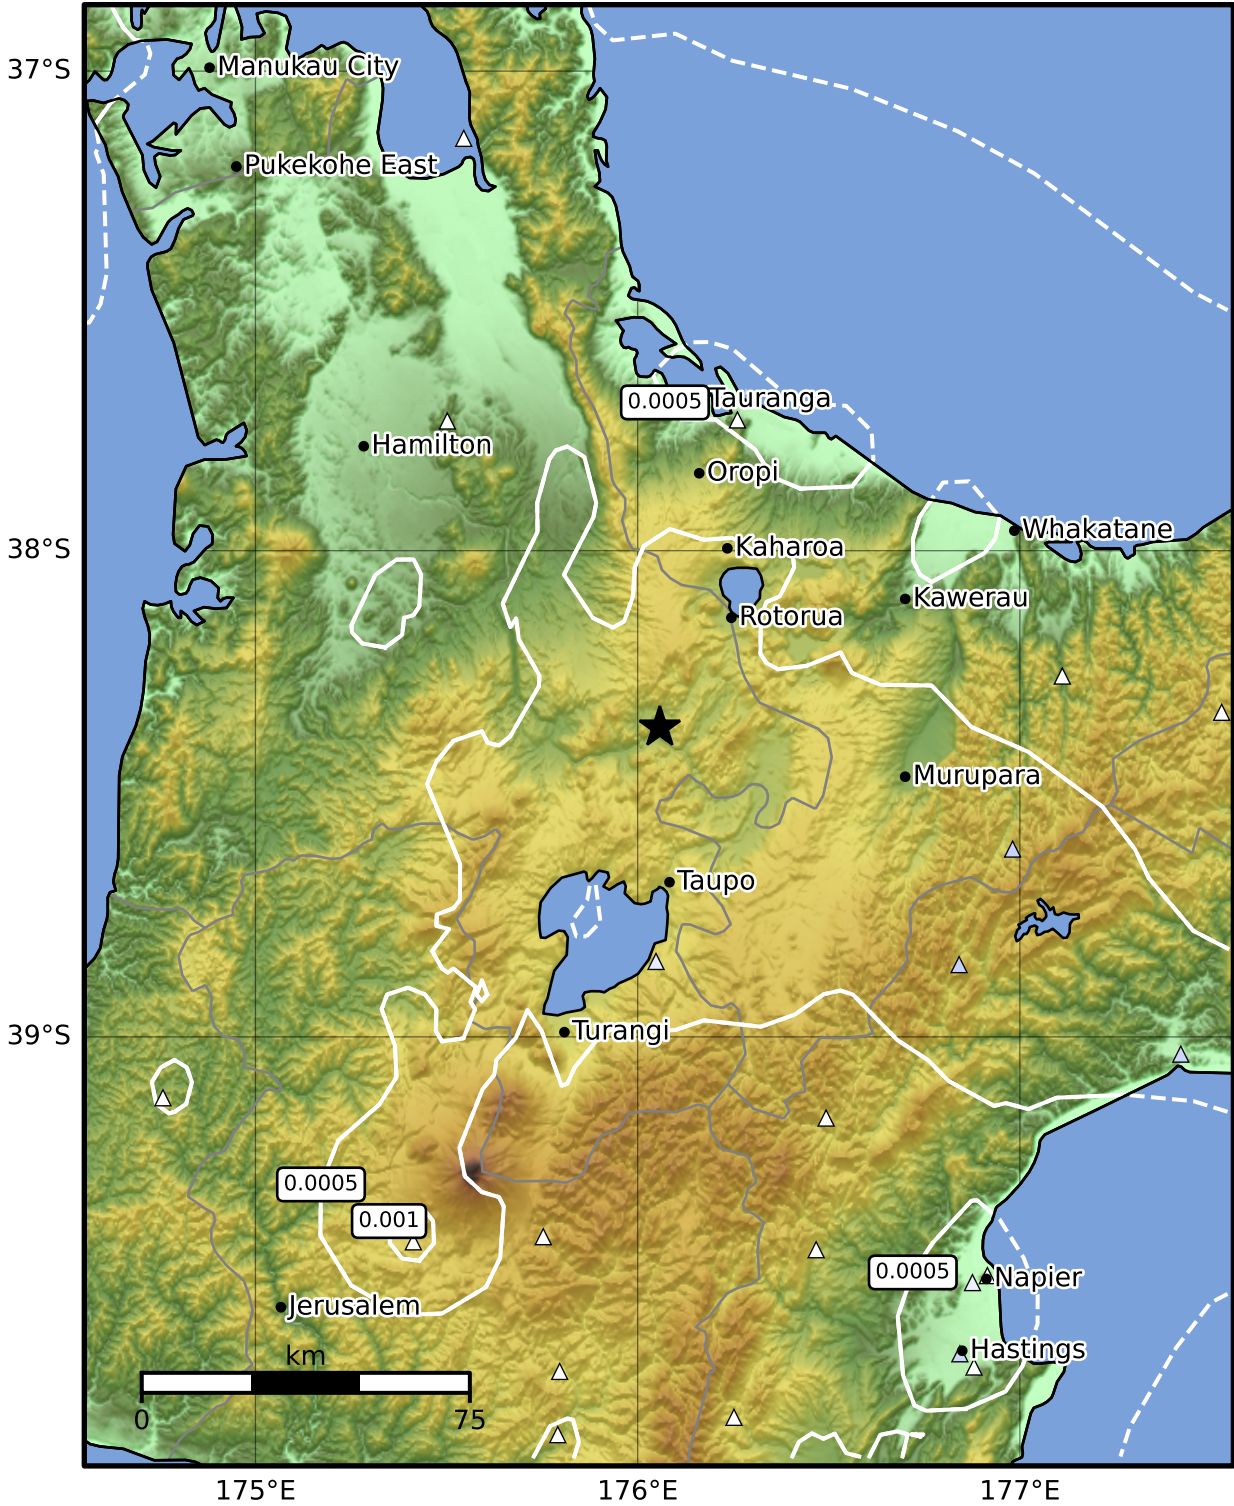 37°S
Manukau City
Pukekohe East
0.0005
Tauranga
Hamilton
Oropi
Whakatane
38°S
Kaharoa
Kawerau
Rotorua
Murupara
Taupo
39°S
Turangi
0.0005
0.001
0.0005
Napier
Jerusalem
Hastings
km
0
75
175°E
176°E
177°E